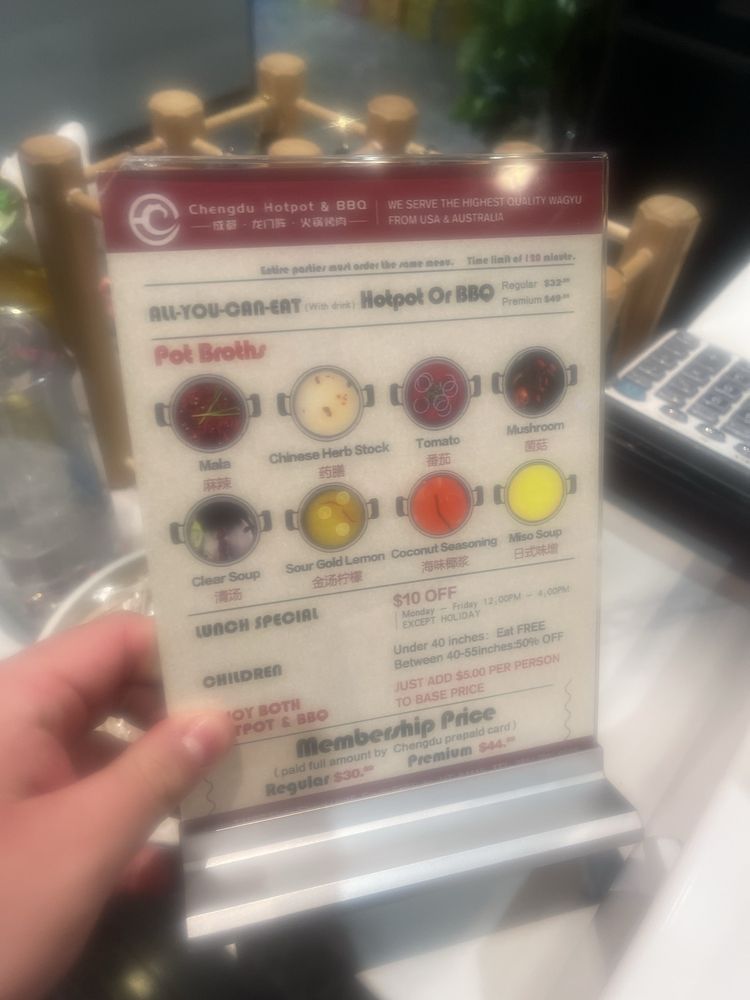 Chengdu Hotpot & BBQ
成都·龙门阵·火锅烤肉
WE SERVE THE HIGHEST QUALITY WAGYU
FROM USA & AUSTRALIA
Entire parties must order the same menu. Time limit of 120 minute.
ALL-YOU-CAN-EAT (With drink) Hotpot Or BBQ
Regular $32.
Premium $49.
Pot Broths
Mala
麻辣
Chinese Herb Stock
药膳
Tomato
番茄
Mushroom
菌菇
Clear Soup
清汤
Sour Gold Lemon
金汤柠檬
Coconut Seasoning
海味椰浆
Miso Soup
日式味增
LUNCH SPECIAL
$10 OFF
Monday - Friday 12:00PM - 4:00PM
EXCEPT HOLIDAY
CHILDREN
Under 40 inches: Eat FREE
Between 40-55inches:50% OFF
JOY BOTH
TPOT & BBQ
JUST ADD $5.00 PER PERSON
TO BASE PRICE
Membership Price
( paid full amount by Chengdu prepaid card )
Regular $30. Premium $44.